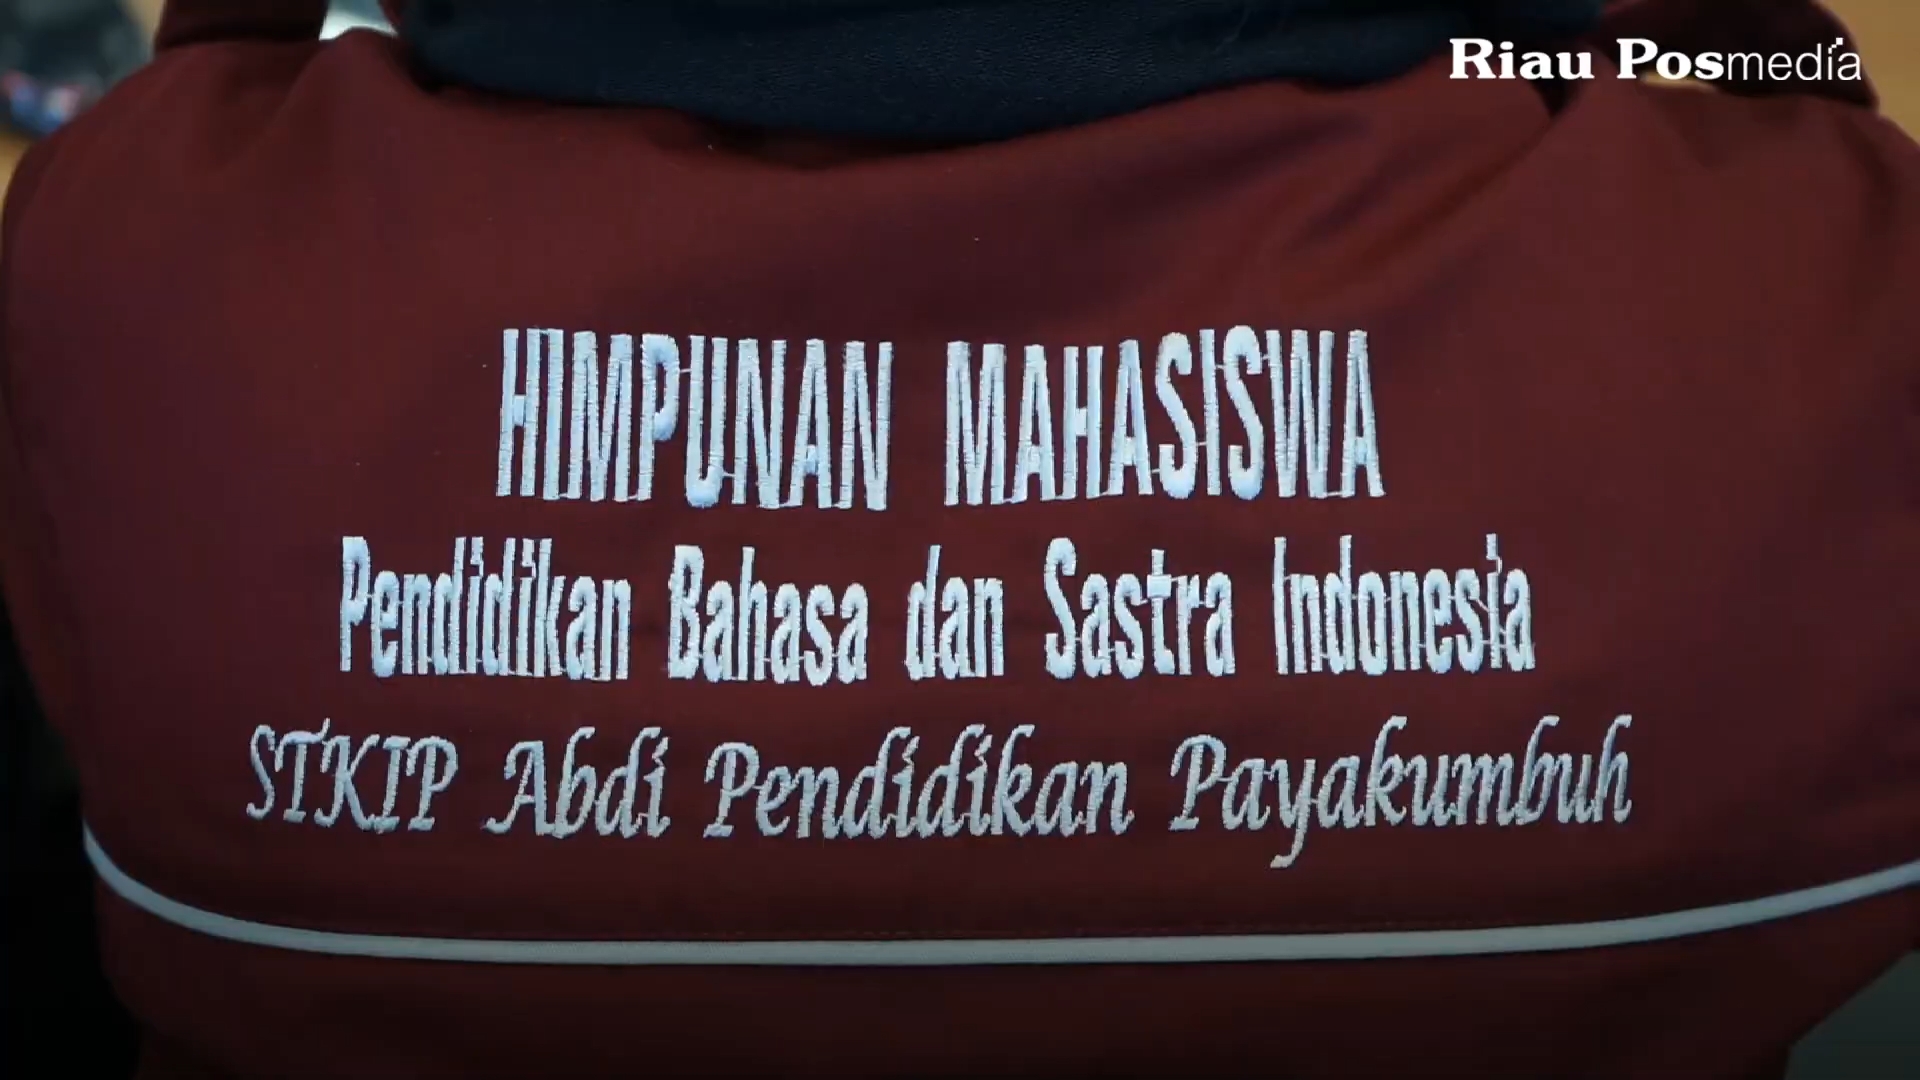 Riau Posmedia
HIMPUNAN MAHASISWA
Pendidikan Bahasa dan Sastra Indonesia
STKIP Abdi Pendidikan Payakumbuh